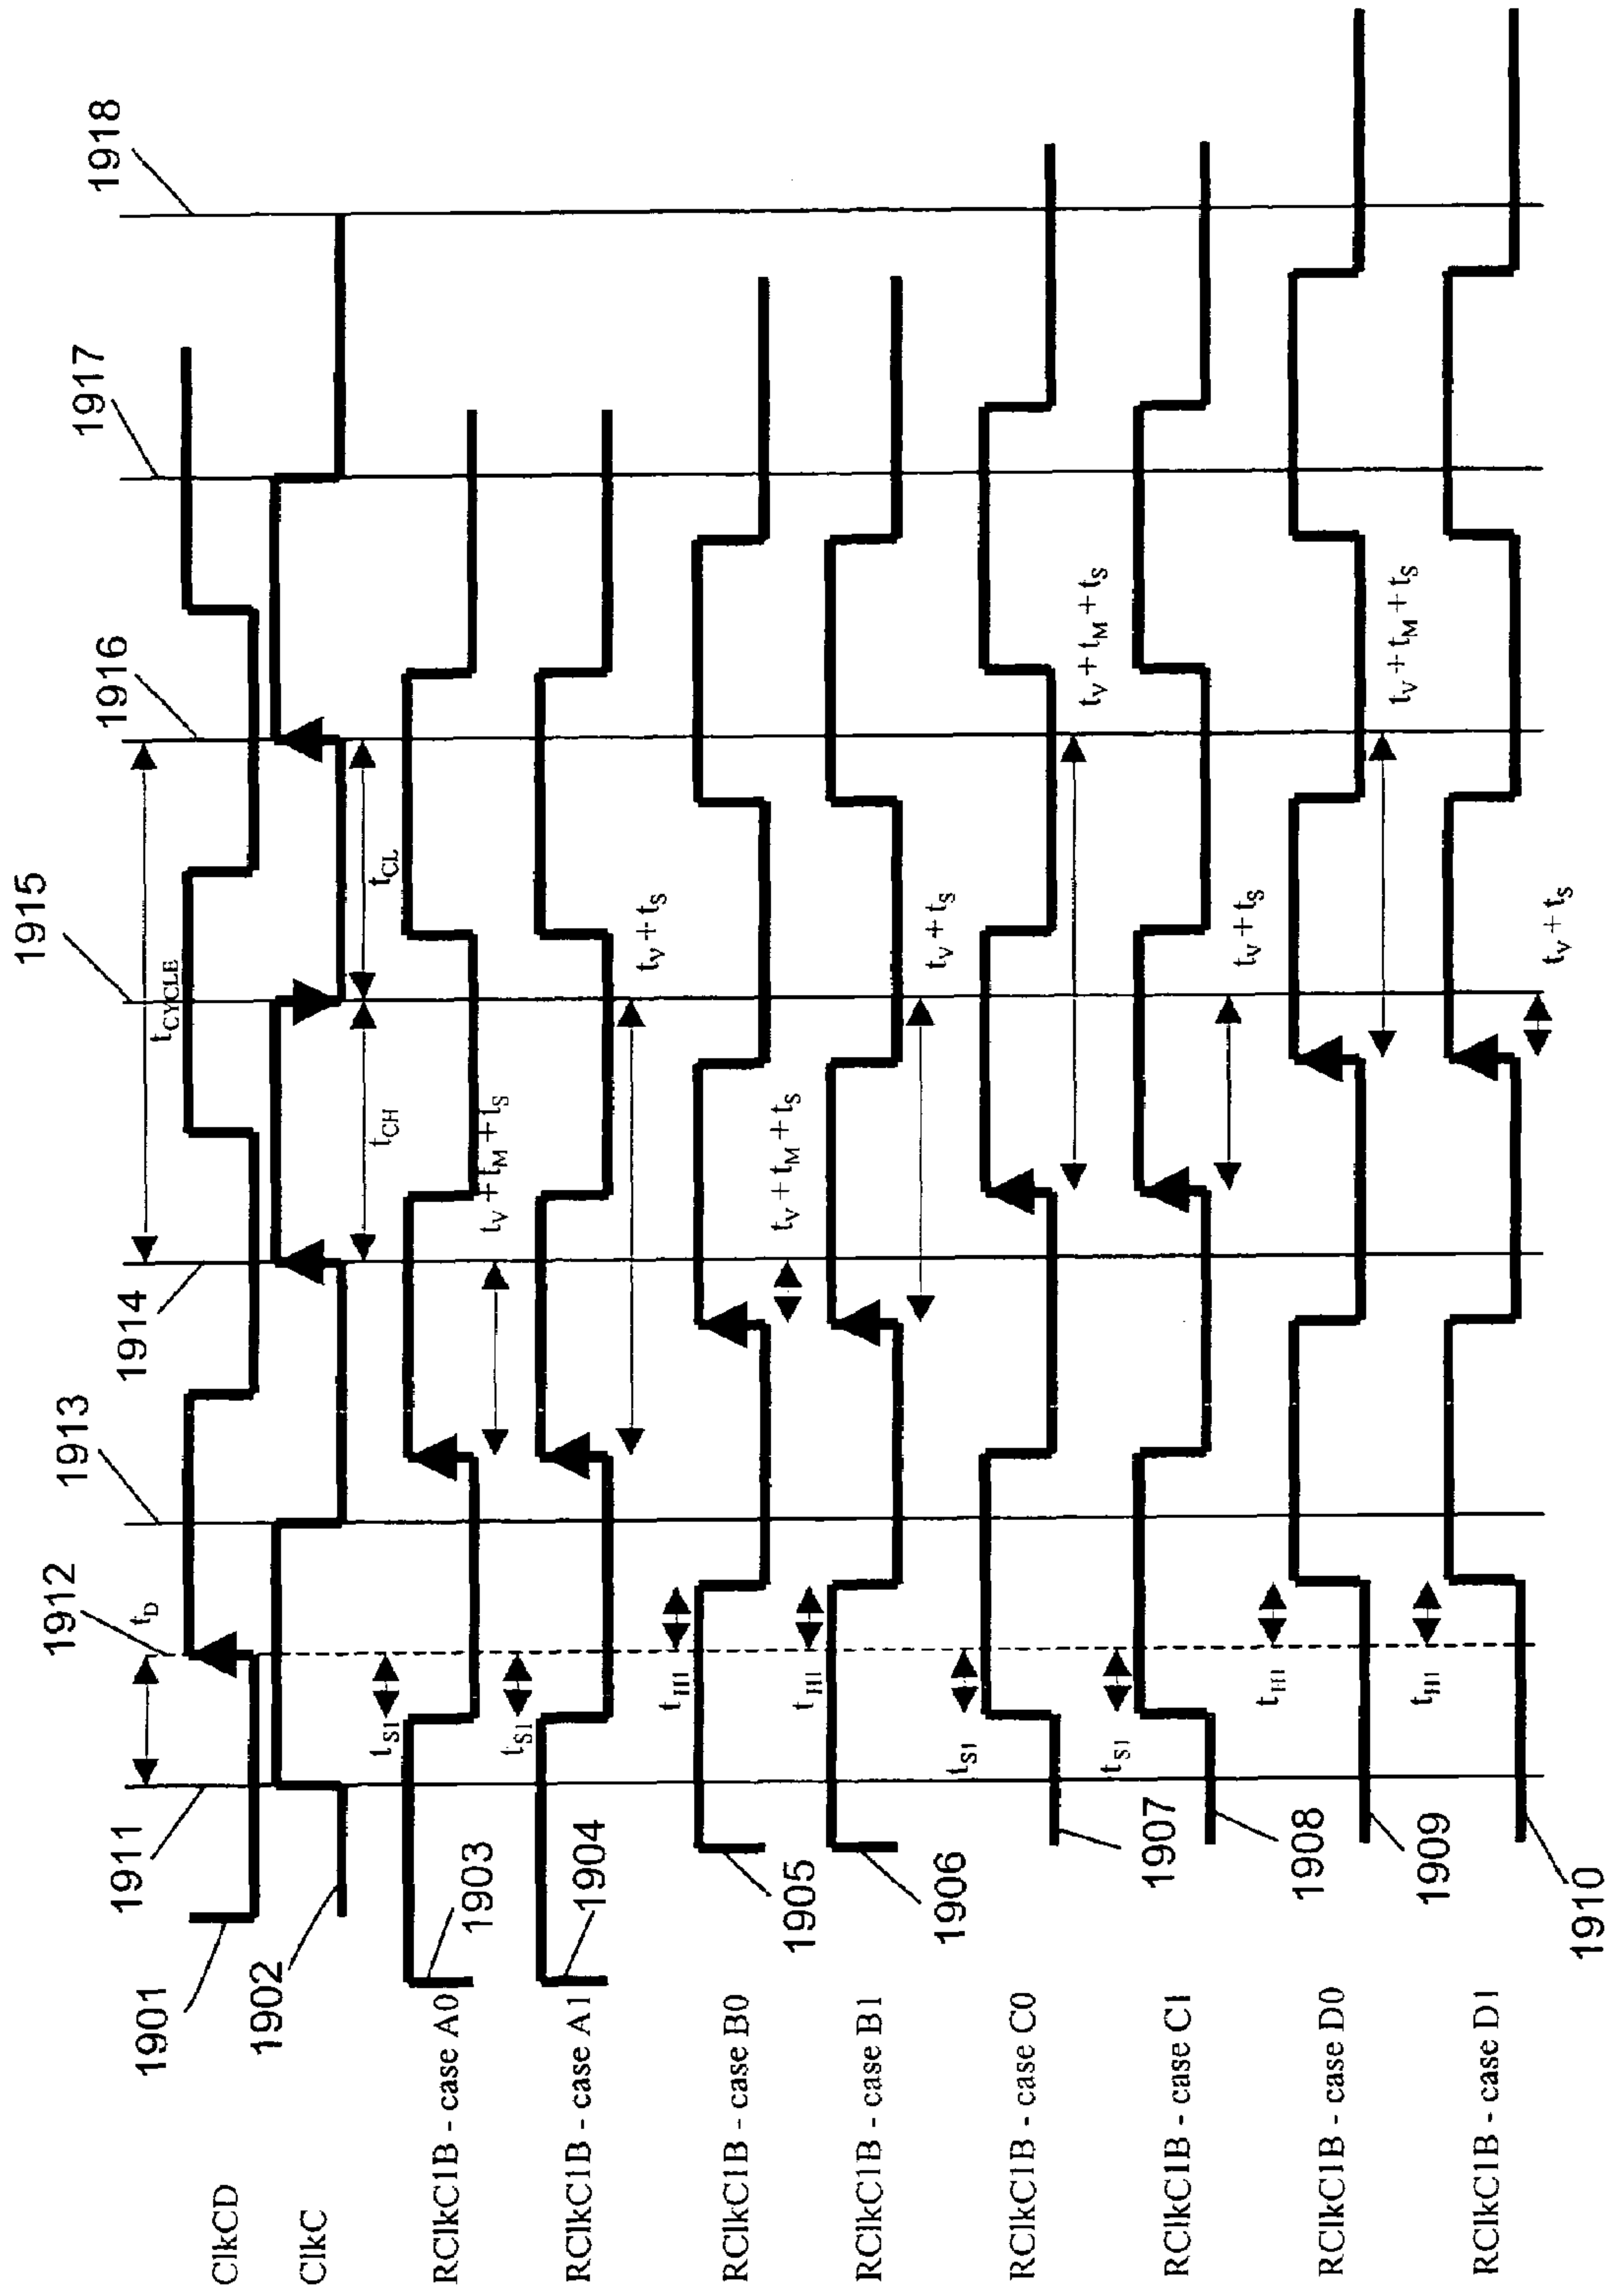 1911
1912
1913
1914
1915
1916
1917
1918
1901
ClkCD
tD
tCYCLE
1902
ClkC
tCH
tCL
1903
RClkC1B - case A0
tS1
tV + tM + tS
1904
RClkC1B - case A1
tS1
tV + tS
1905
RClkC1B - case B0
tH1
tV + tM + tS
1906
RClkC1B - case B1
tH1
tV + tS
1907
RClkC1B - case C0
tS1
tV + tM + tS
1908
RClkC1B - case C1
tS1
tV + tS
1909
RClkC1B - case D0
tH1
tV + tM + tS
1910
RClkC1B - case D1
tH1
tV + tS